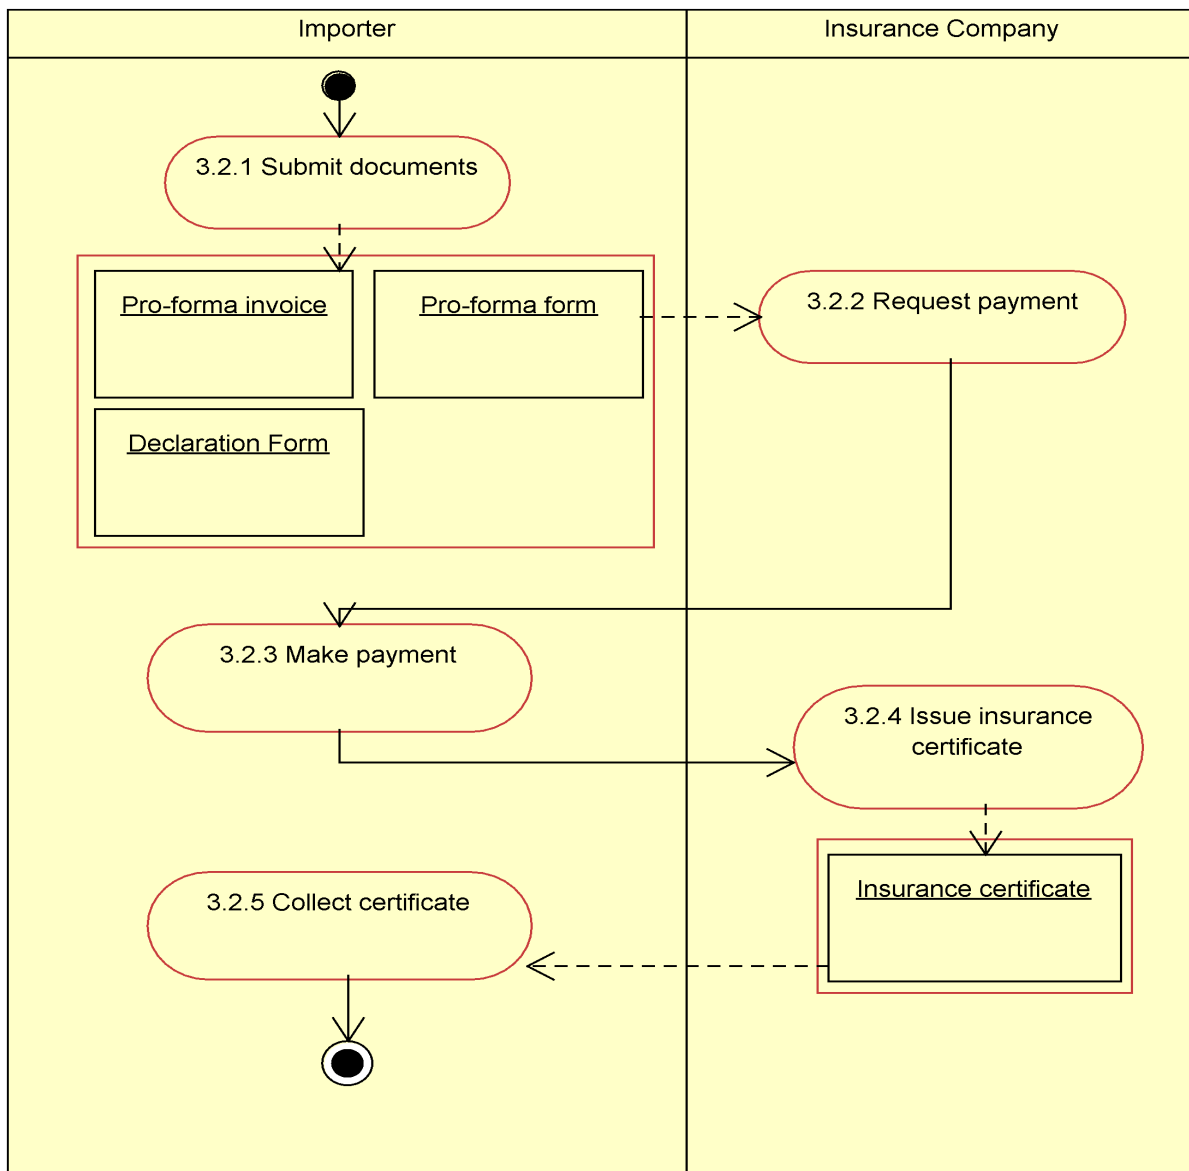 Importer
Insurance Company
3.2.1 Submit documents
Pro-forma invoice
Pro-forma form
3.2.2 Request payment
Declaration Form
3.2.3 Make payment
3.2.4 Issue insurance
certificate
Insurance certificate
3.2.5 Collect certificate